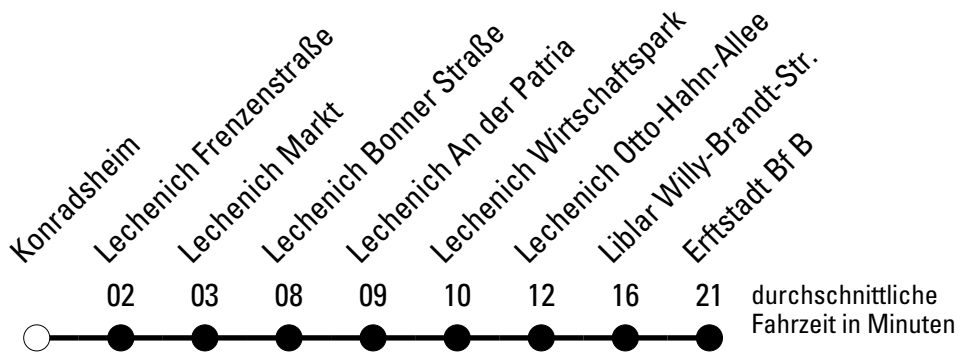 Konradsheim
Lechenich Frenzenstraße
Lechenich Markt
Lechenich Bonner Straße
Lechenich An der Patria
Lechenich Wirtschaftspark
Lechenich Otto-Hahn-Allee
Liblar Willy-Brandt-Str.
Erftstadt Bf B
02 03 08 09 10 12 16 21
durchschnittliche
Fahrzeit in Minuten